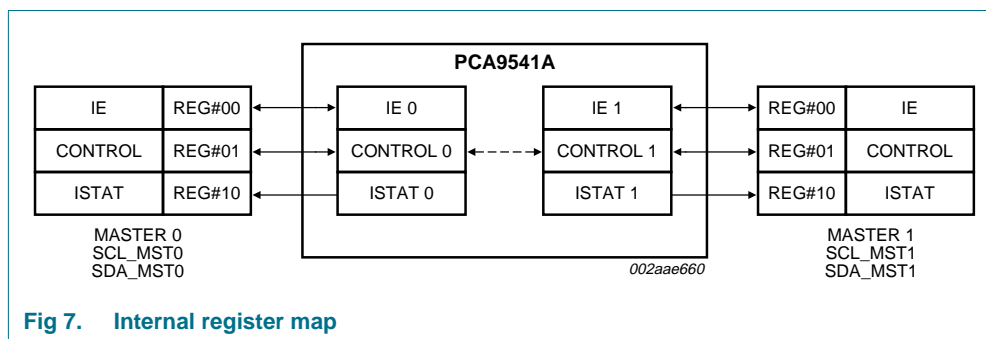 PCA9541A
IE REG#00 IE 0 IE 1 REG#00 IE
CONTROL REG#01 CONTROL 0 CONTROL 1 REG#01 CONTROL
ISTAT REG#10 ISTAT 0 ISTAT 1 REG#10 ISTAT
MASTER 0 MASTER 1
SCL_MST0 SCL_MST1
SDA_MST0 SDA_MST1
002aae660
Fig 7. Internal register map